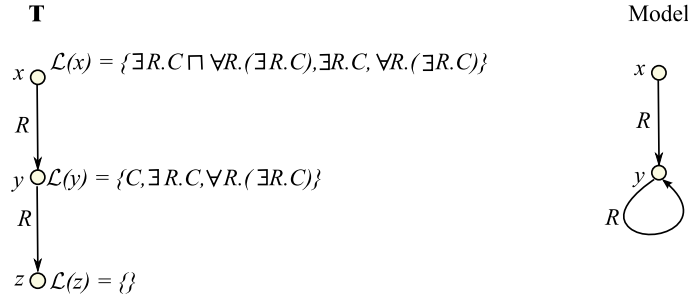 T
Model
x
ℒ(x) = {∃R.C ⊓ ∀R.(∃R.C),∃R.C, ∀R.(∃R.C)}
x
R
R
y
ℒ(y) = {C,∃R.C,∀R.(∃R.C)}
y
R
R
z
ℒ(z) = {}